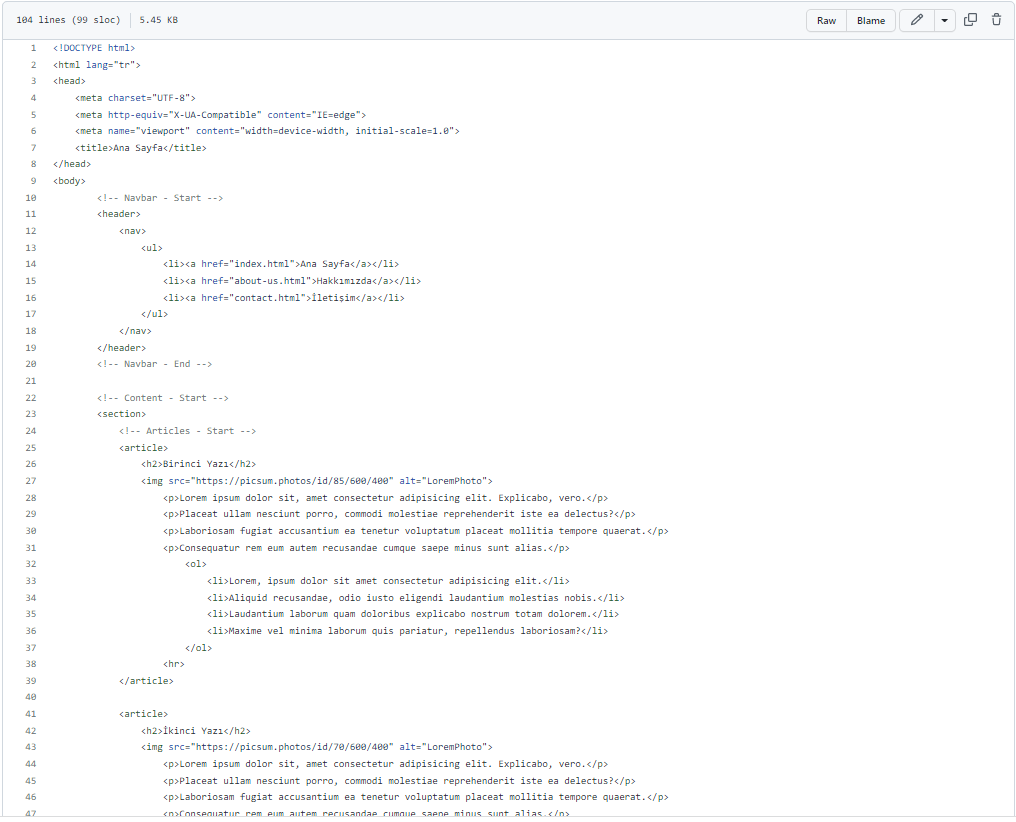 104 lines (99 sloc) 5.45 KB Raw Blame
1 <!DOCTYPE html>
2 <html lang="tr">
3 <head>
4 <meta charset="UTF-8">
5 <meta http-equiv="X-UA-Compatible" content="IE=edge">
6 <meta name="viewport" content="width=device-width, initial-scale=1.0">
7 <title>Ana Sayfa</title>
8 </head>
9 <body>
10 <!-- Navbar - Start -->
11 <header>
12 <nav>
13 <ul>
14 <li><a href="index.html">Ana Sayfa</a></li>
15 <li><a href="about-us.html">Hakkımızda</a></li>
16 <li><a href="contact.html">İletişim</a></li>
17 </ul>
18 </nav>
19 </header>
20 <!-- Navbar - End -->
21
22 <!-- Content - Start -->
23 <section>
24 <!-- Articles - Start -->
25 <article>
26 <h2>Birinci Yazı</h2>
27 <img src="https://picsum.photos/id/85/600/400" alt="LoremPhoto">
28 <p>Lorem ipsum dolor sit, amet consectetur adipisicing elit. Explicabo, vero.</p>
29 <p>Placeat ullam nesciunt porro, commodi molestiae reprehenderit iste ea delectus?</p>
30 <p>Laboriosam fugiat accusantium ea tenetur voluptatum placeat mollitia tempore quaerat.</p>
31 <p>Consequatur rem eum autem recusandae cumque saepe minus sunt alias.</p>
32 <ol>
33 <li>Lorem, ipsum dolor sit amet consectetur adipisicing elit.</li>
34 <li>Aliquid recusandae, odio iusto eligendi laudantium molestias nobis.</li>
35 <li>Laudantium laborum quam doloribus explicabo nostrum totam dolorem.</li>
36 <li>Maxime vel minima laborum quis pariatur, repellendus laboriosam?</li>
37 </ol>
38 <hr>
39 </article>
40
41 <article>
42 <h2>İkinci Yazı</h2>
43 <img src="https://picsum.photos/id/70/600/400" alt="LoremPhoto">
44 <p>Lorem ipsum dolor sit, amet consectetur adipisicing elit. Explicabo, vero.</p>
45 <p>Placeat ullam nesciunt porro, commodi molestiae reprehenderit iste ea delectus?</p>
46 <p>Laboriosam fugiat accusantium ea tenetur voluptatum placeat mollitia tempore quaerat.</p>
47 <p>Consequatur rem eum autem recusandae cumque saepe minus sunt alias.</p>